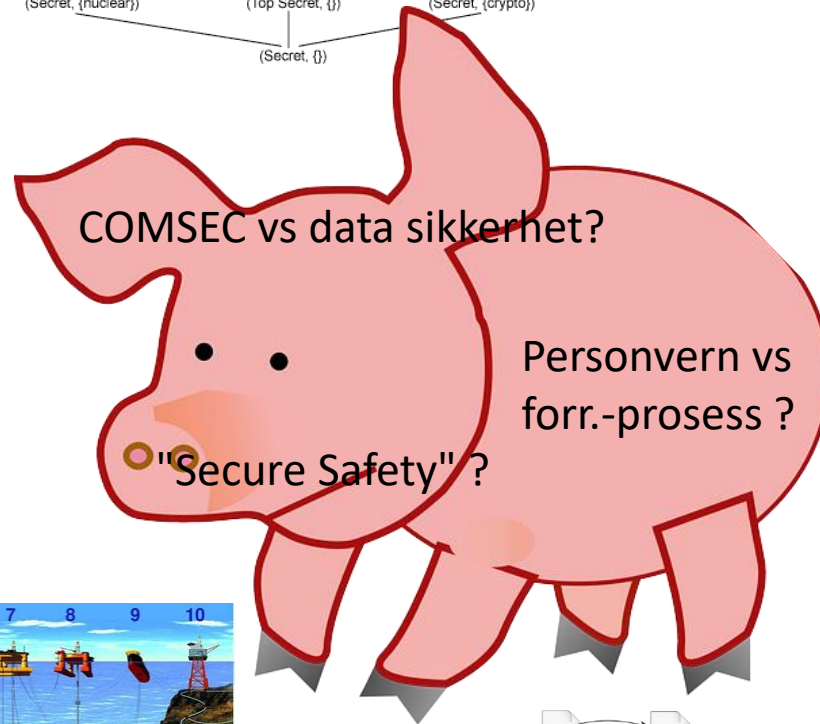 (Secret, {nuclear}) (Top Secret, {}) (Secret, {crypto})
(Secret, {})
COMSEC vs data sikkerhet?
Personvern vs
forr.-prosess ?
"Secure Safety" ?
7 8 9 10